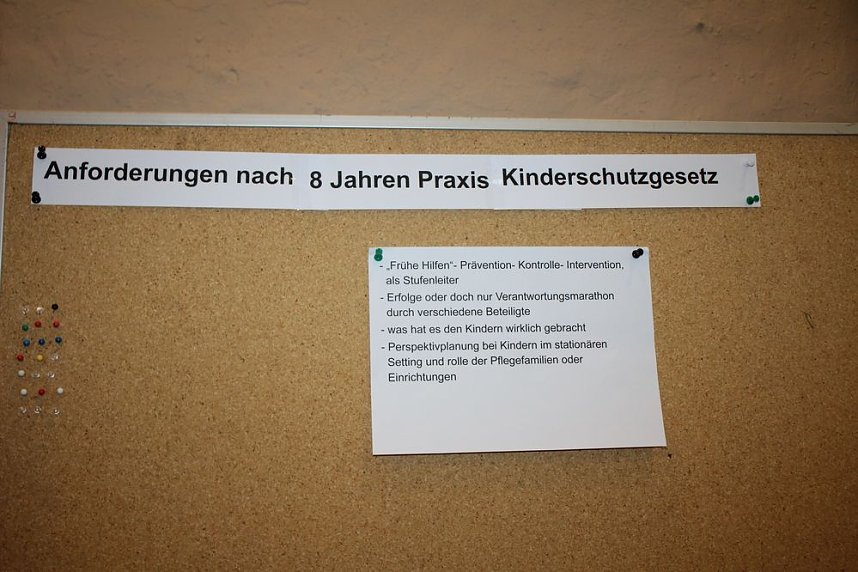 Anforderungen nach 8 Jahren Praxis Kinderschutzgesetz
- „Frühe Hilfen“- Prävention- Kontrolle- Intervention,
als Stufenleiter
- Erfolge oder doch nur Verantwortungsmarathon
durch verschiedene Beteiligte
- was hat es den Kindern wirklich gebracht
- Perspektivplanung bei Kindern im stationären
Setting und rolle der Pflegefamilien oder
Einrichtungen